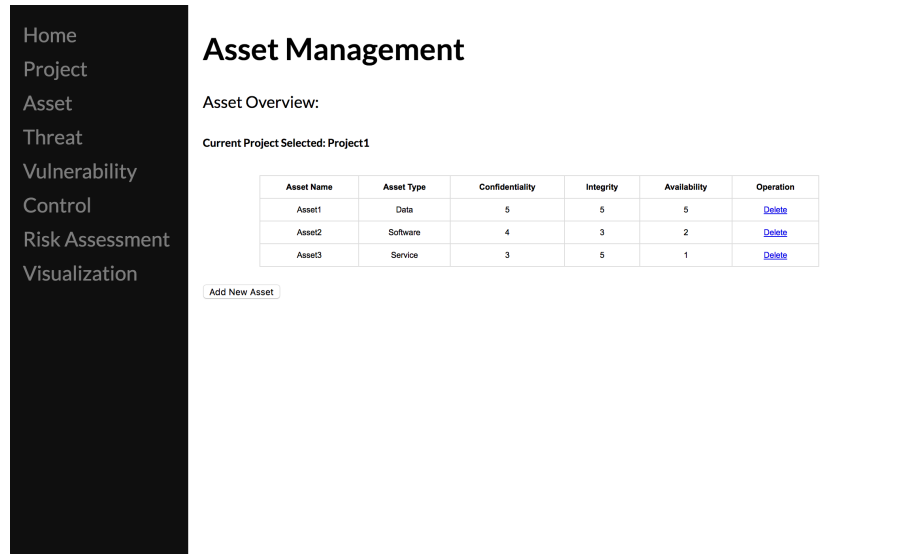 Home
Project
Asset
Threat
Vulnerability
Control
Risk Assessment
Visualization
Asset Management
Asset Overview:
Current Project Selected: Project1
Asset Name Asset Type Confidentiality Integrity Availability Operation
Asset1 Data 5 5 5 Delete
Asset2 Software 4 3 2 Delete
Asset3 Service 3 5 1 Delete
Add New Asset